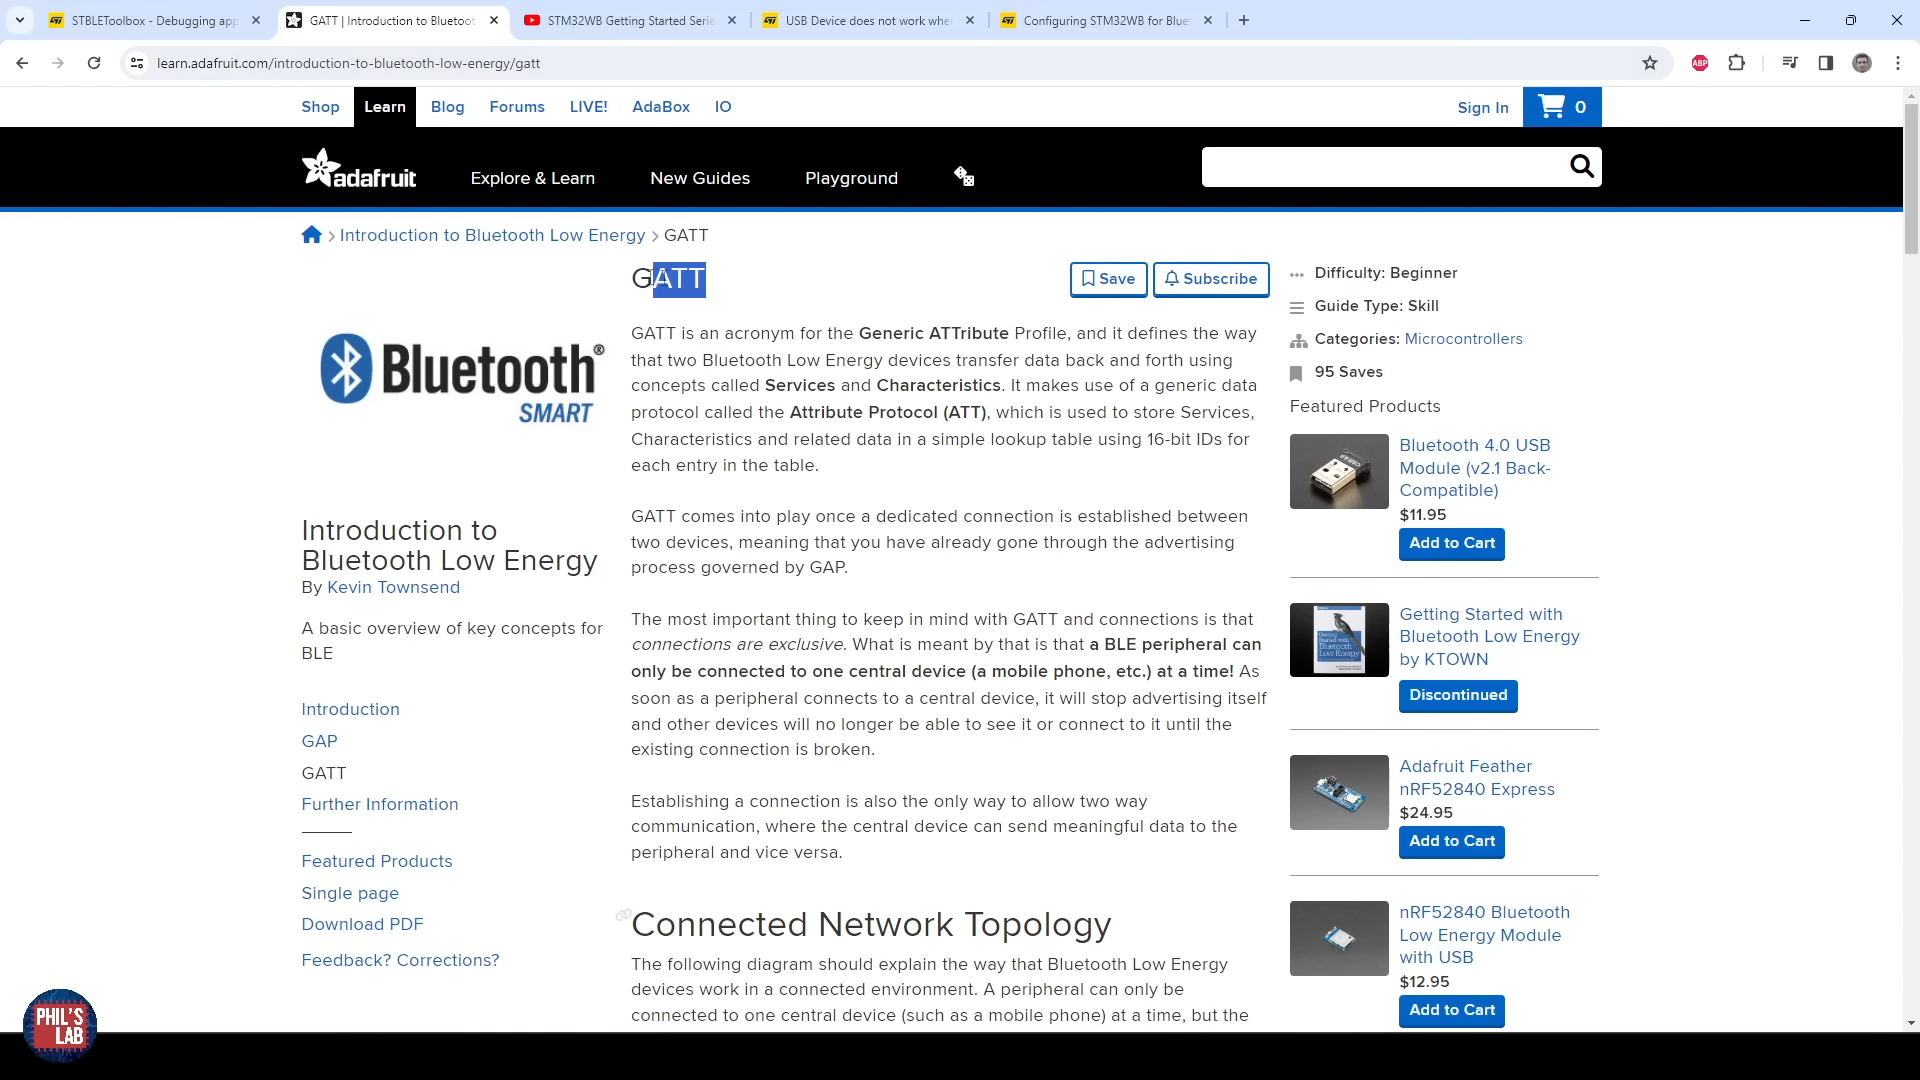 STBLEToolbox - Debugging app
GATT | Introduction to Bluetoot
STM32WB Getting Started Serie
USB Device does not work whe
Configuring STM32WB for Blue
learn.adafruit.com/introduction-to-bluetooth-low-energy/gatt
ABP
Shop
Learn
Blog
Forums
LIVE!
AdaBox
IO
Sign In
0
adafruit
Explore & Learn
New Guides
Playground
Introduction to Bluetooth Low Energy
GATT
Bluetooth®
SMART
Introduction to
Bluetooth Low Energy
By Kevin Townsend
A basic overview of key concepts for
BLE
Introduction
GAP
GATT
Further Information
Featured Products
Single page
Download PDF
Feedback? Corrections?
GATT
Save
Subscribe
GATT is an acronym for the Generic ATTribute Profile, and it defines the way
that two Bluetooth Low Energy devices transfer data back and forth using
concepts called Services and Characteristics. It makes use of a generic data
protocol called the Attribute Protocol (ATT), which is used to store Services,
Characteristics and related data in a simple lookup table using 16-bit IDs for
each entry in the table.
GATT comes into play once a dedicated connection is established between
two devices, meaning that you have already gone through the advertising
process governed by GAP.
The most important thing to keep in mind with GATT and connections is that
connections are exclusive. What is meant by that is that a BLE peripheral can
only be connected to one central device (a mobile phone, etc.) at a time! As
soon as a peripheral connects to a central device, it will stop advertising itself
and other devices will no longer be able to see it or connect to it until the
existing connection is broken.
Establishing a connection is also the only way to allow two way
communication, where the central device can send meaningful data to the
peripheral and vice versa.
Connected Network Topology
The following diagram should explain the way that Bluetooth Low Energy
devices work in a connected environment. A peripheral can only be
connected to one central device (such as a mobile phone) at a time, but the
Difficulty: Beginner
Guide Type: Skill
Categories: Microcontrollers
95 Saves
Featured Products
Bluetooth 4.0 USB
Module (v2.1 Back-
Compatible)
$11.95
Add to Cart
Getting Started with
Bluetooth Low Energy
by KTOWN
Discontinued
Adafruit Feather
nRF52840 Express
$24.95
Add to Cart
nRF52840 Bluetooth
Low Energy Module
with USB
$12.95
Add to Cart
PHIL'S
LAB